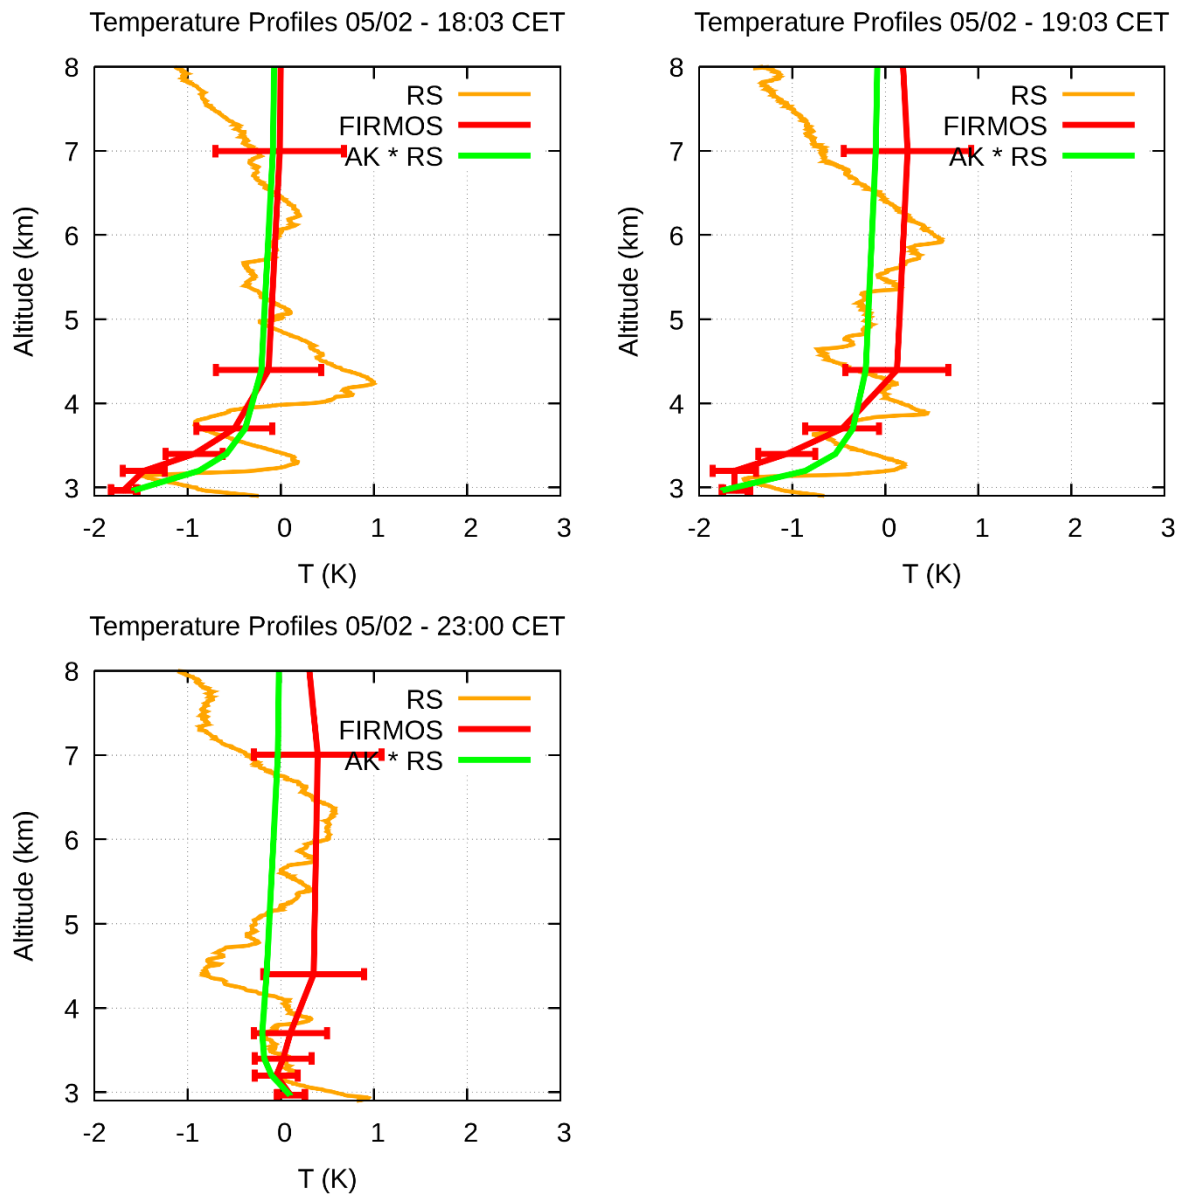 Temperature Profiles 05/02 - 18:03 CET
8
7
6
5
4
3
-2
-1
0
1
2
3
Altitude (km)
T (K)
RS
FIRMOS
AK * RS
Temperature Profiles 05/02 - 19:03 CET
8
7
6
5
4
3
-2
-1
0
1
2
3
Altitude (km)
T (K)
RS
FIRMOS
AK * RS
Temperature Profiles 05/02 - 23:00 CET
8
7
6
5
4
3
-2
-1
0
1
2
3
Altitude (km)
T (K)
RS
FIRMOS
AK * RS